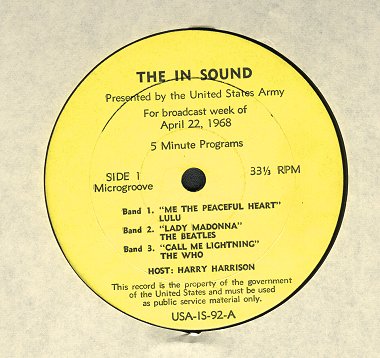 THE IN SOUND
Presented by the United States Army
For broadcast week of
April 22, 1968
5 Minute Programs
SIDE 1
Microgroove
33⅓ RPM
Band 1. "ME THE PEACEFUL HEART"
LULU
Band 2. "LADY MADONNA"
THE BEATLES
Band 3. "CALL ME LIGHTNING"
THE WHO
HOST: HARRY HARRISON
This record is the property of the government
of the United States and must be used
as public service material only.
USA-IS-92-A